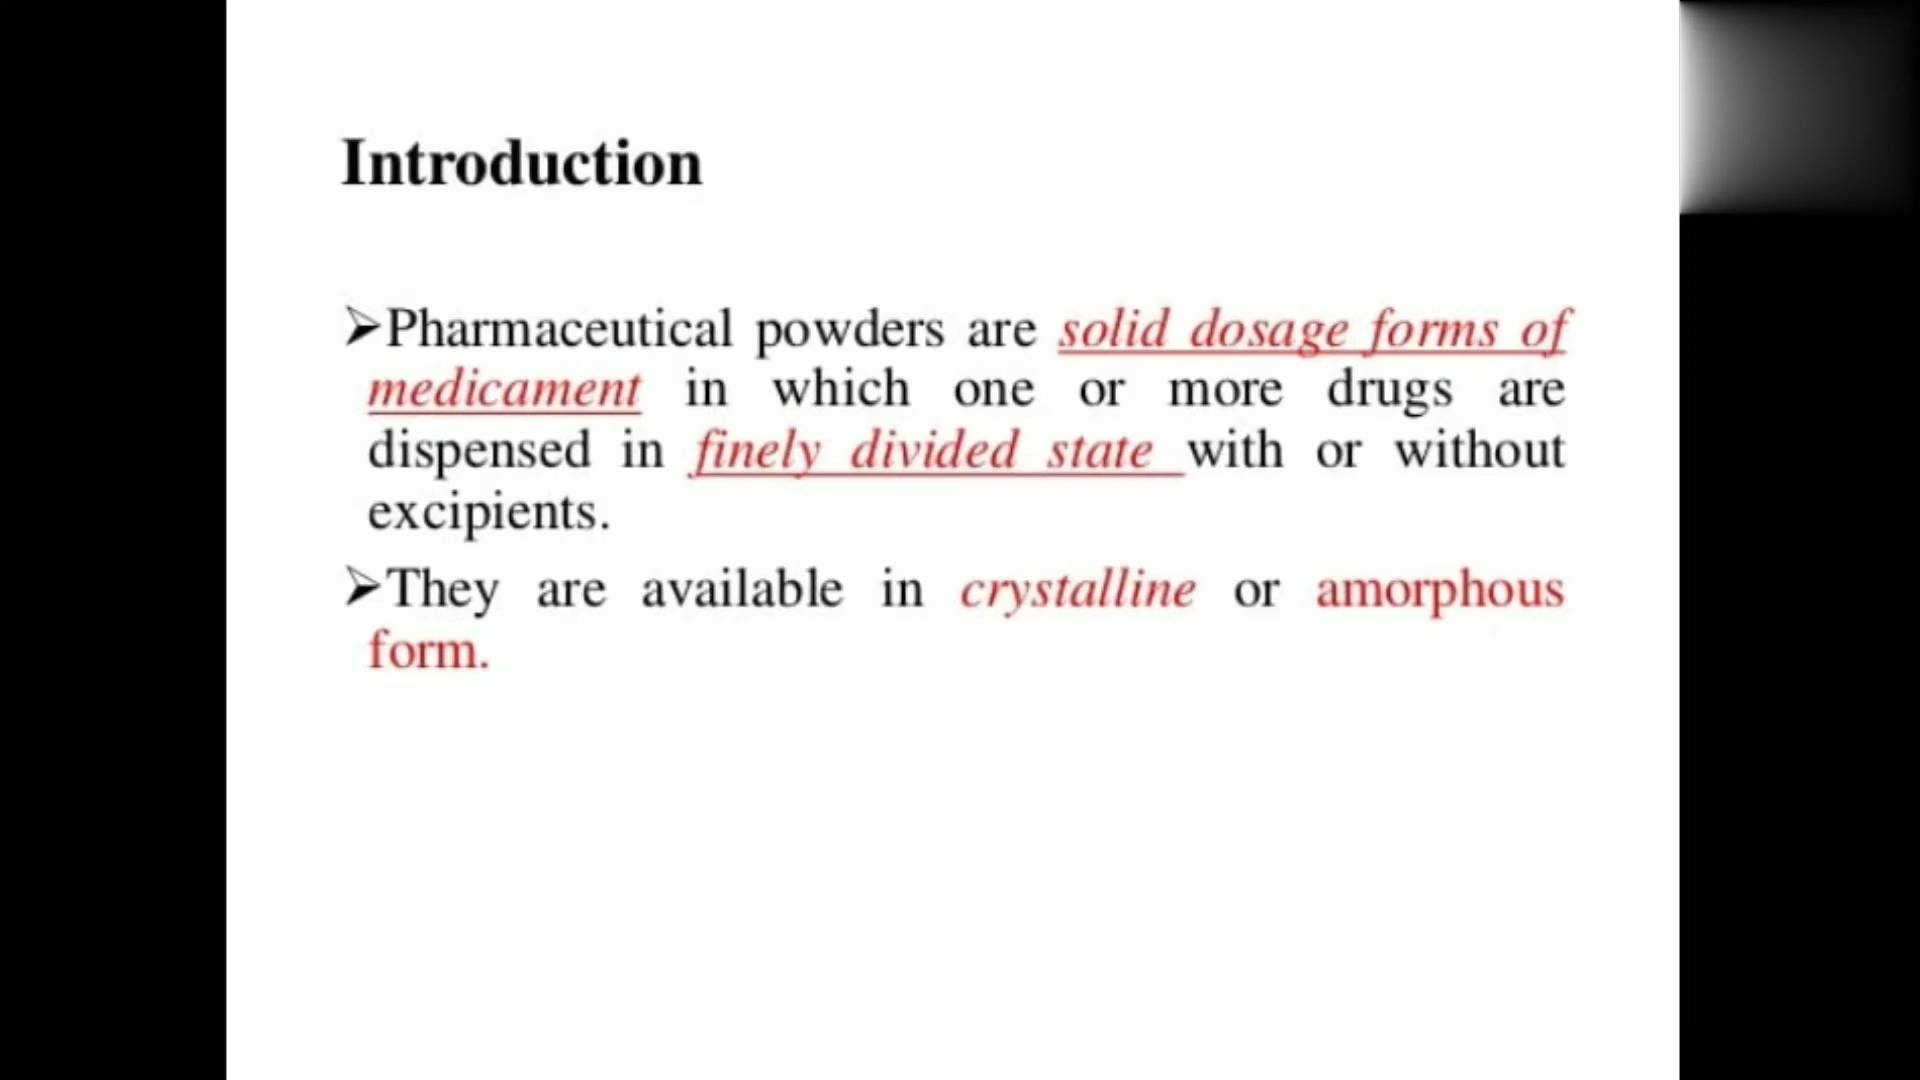 Introduction
➢Pharmaceutical powders are solid dosage forms of
medicament in which one or more drugs are
dispensed in finely divided state with or without
excipients.
➢They are available in crystalline or amorphous
form.